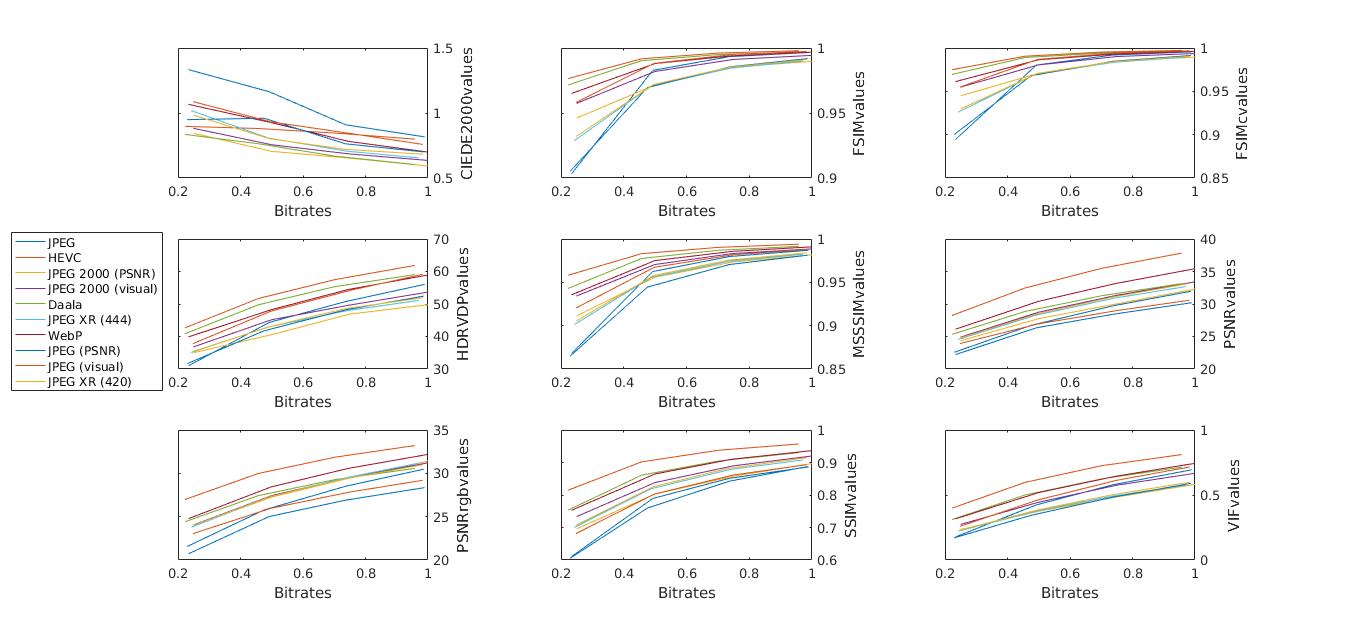 1.5
1
0.5
CIEDE2000values
0.2 0.4 0.6 0.8 1
Bitrates
1
0.95
0.9
FSIMvalues
0.2 0.4 0.6 0.8 1
Bitrates
1
0.95
0.9
0.85
FSIMcvalues
0.2 0.4 0.6 0.8 1
Bitrates
JPEG
HEVC
JPEG 2000 (PSNR)
JPEG 2000 (visual)
Daala
JPEG XR (444)
WebP
JPEG (PSNR)
JPEG (visual)
JPEG XR (420)
70
60
50
40
30
HDRVDPvalues
0.2 0.4 0.6 0.8 1
Bitrates
1
0.95
0.9
0.85
MSSSIMvalues
0.2 0.4 0.6 0.8 1
Bitrates
40
35
30
25
20
PSNRvalues
0.2 0.4 0.6 0.8 1
Bitrates
35
30
25
20
PSNRrgbvalues
0.2 0.4 0.6 0.8 1
Bitrates
1
0.9
0.8
0.7
0.6
SSIMvalues
0.2 0.4 0.6 0.8 1
Bitrates
1
0.5
0
VIFvalues
0.2 0.4 0.6 0.8 1
Bitrates